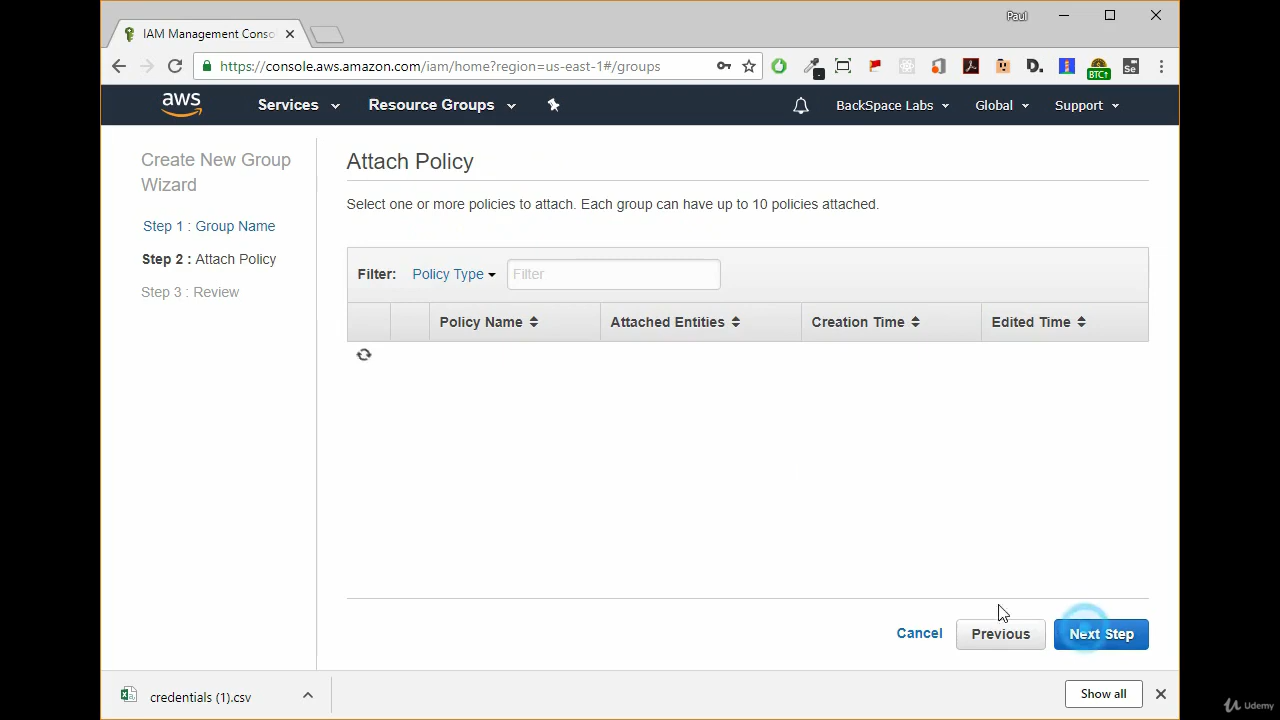 Paul
IAM Management Conso
https://console.aws.amazon.com/iam/home?region=us-east-1#/groups
BTC↑
Se
aws
Services
Resource Groups
BackSpace Labs
Global
Support
Create New Group
Wizard
Step 1 : Group Name
Step 2 : Attach Policy
Step 3 : Review
Attach Policy
Select one or more policies to attach. Each group can have up to 10 policies attached.
Filter:
Policy Type
Filter
Policy Name
Attached Entities
Creation Time
Edited Time
Cancel
Previous
Next Step
credentials (1).csv
Show all
Udemy